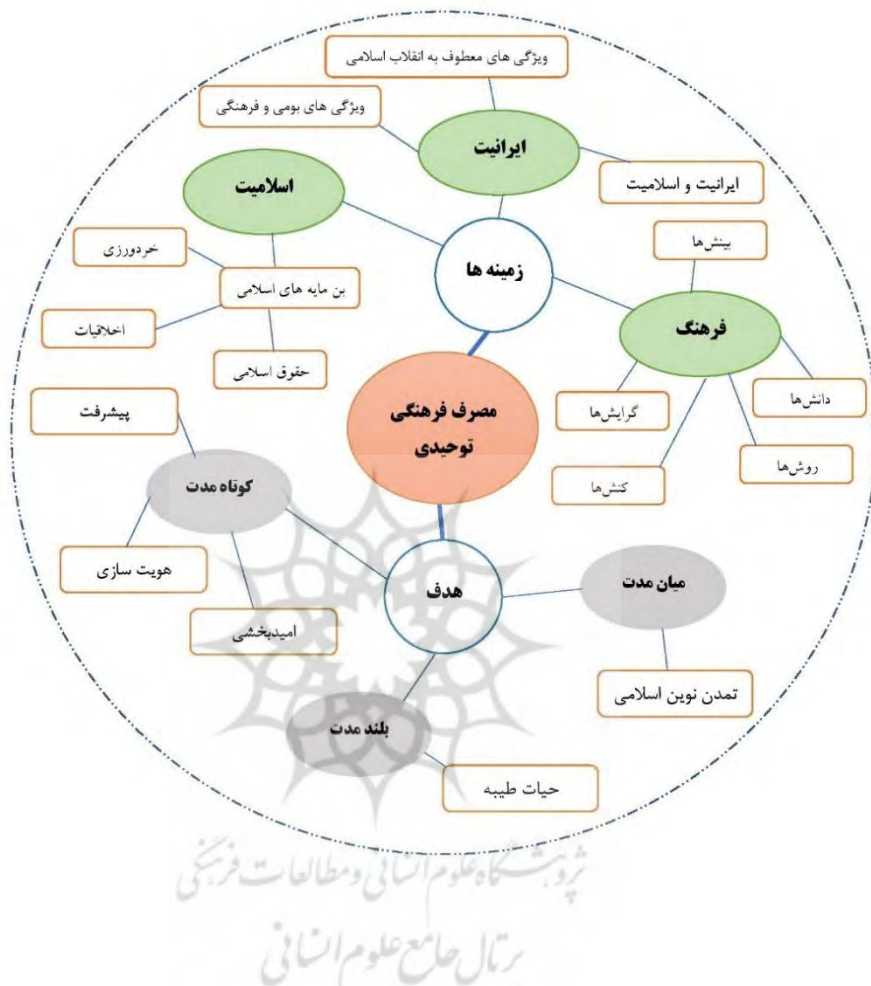 ویژگی های معطوف به انقلاب اسلامی
ویژگی های بومی و فرهنگی
ایرانیت
ایرانیت و اسلامیت
اسلامیت
خردورزی
بن مایه های اسلامی
اخلاقیات
حقوق اسلامی
زمینه ها
بینش‌ها
فرهنگ
دانش‌ها
گرایش‌ها
روش‌ها
کنش‌ها
مصرف فرهنگی
توحیدی
پیشرفت
کوتاه مدت
هویت سازی
امیدبخشی
هدف
میان مدت
تمدن نوین اسلامی
بلند مدت
حیات طیبه
پژوهشگاه علوم انسانی و مطالعات فرهنگی
پرتال جامع علوم انسانی